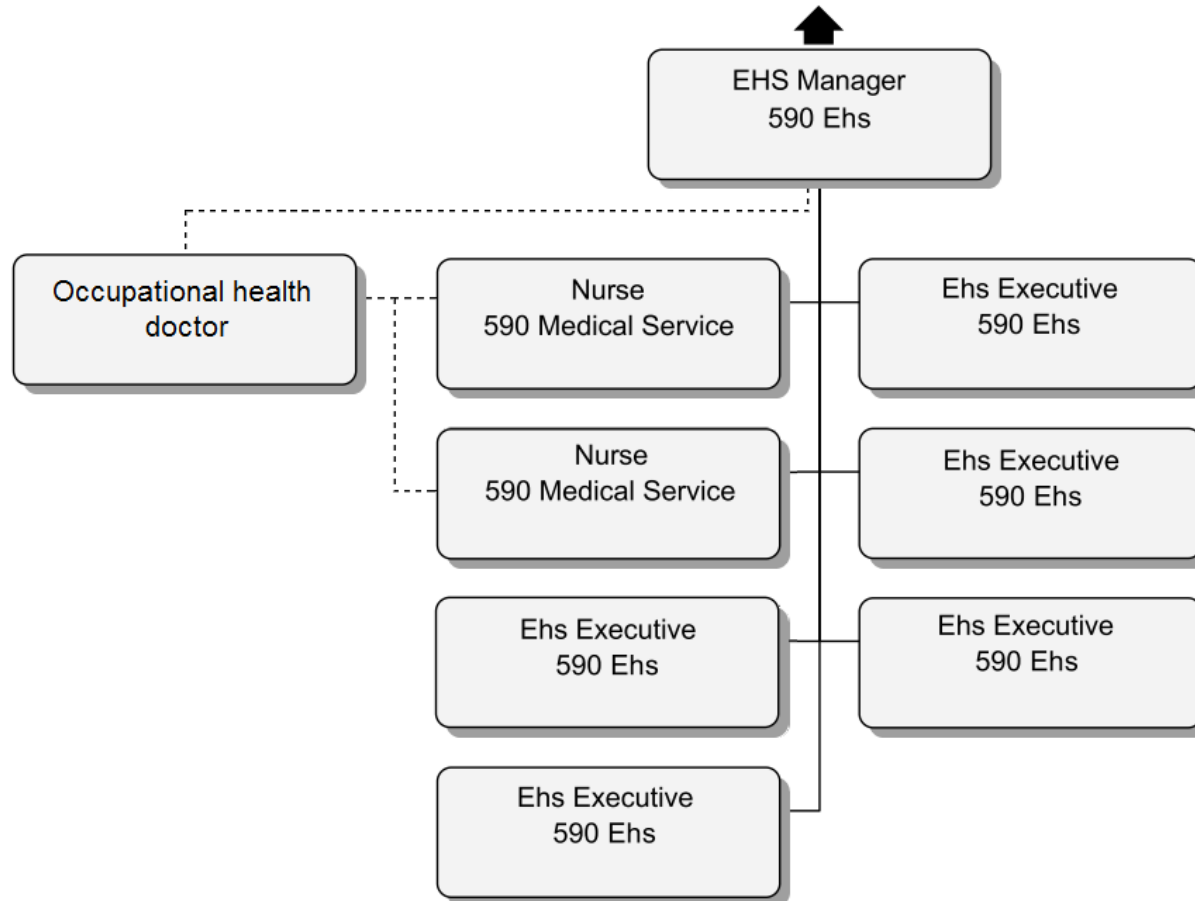 EHS Manager
590 Ehs
Occupational health
doctor
Nurse
590 Medical Service
Ehs Executive
590 Ehs
Nurse
590 Medical Service
Ehs Executive
590 Ehs
Ehs Executive
590 Ehs
Ehs Executive
590 Ehs
Ehs Executive
590 Ehs